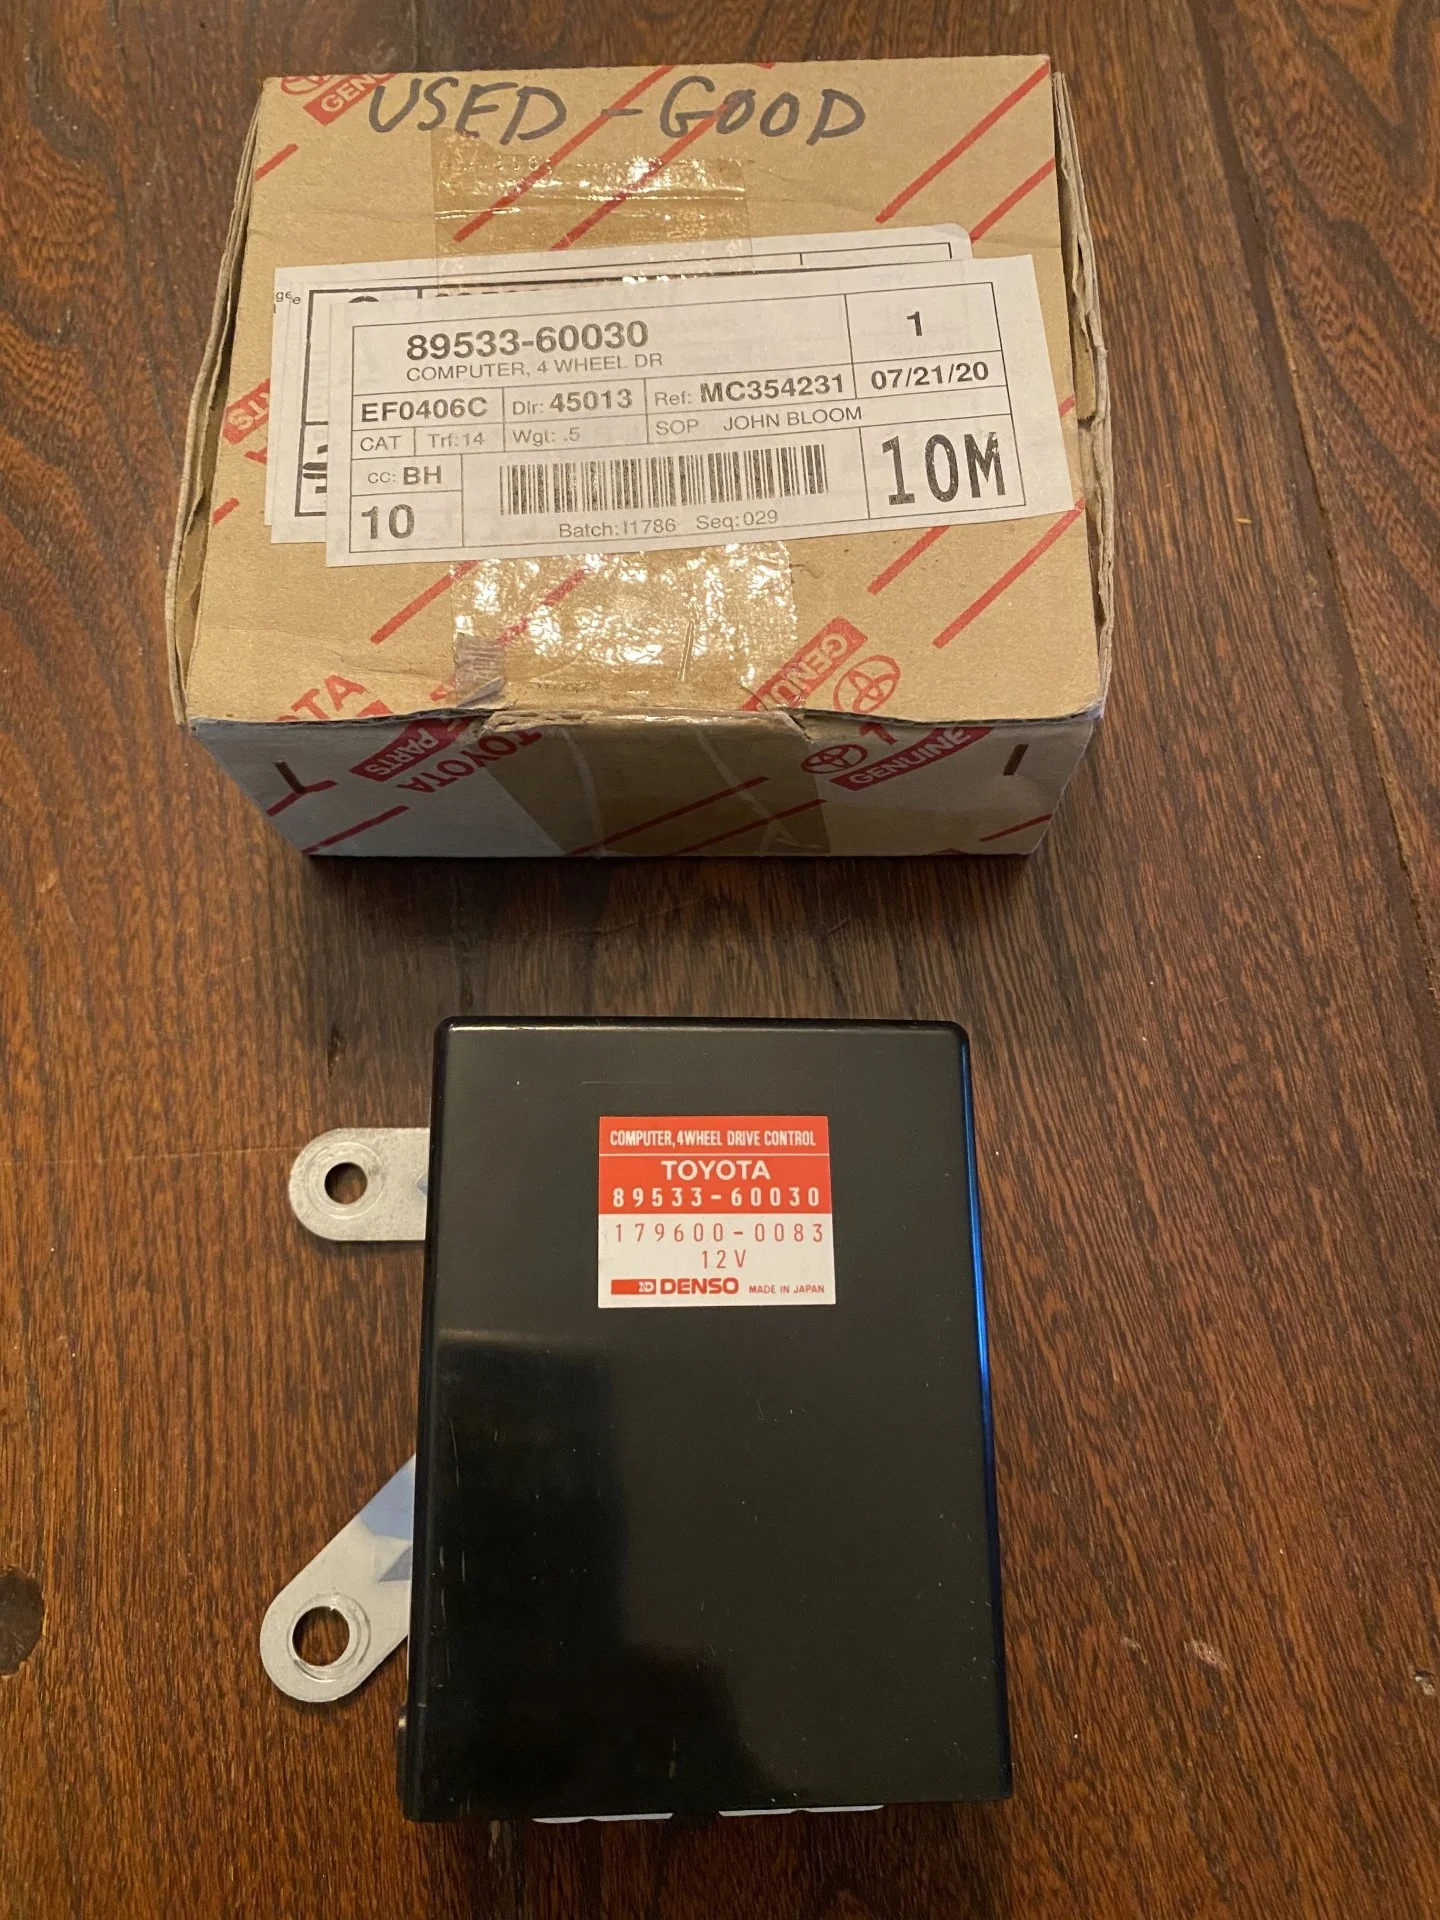 USED - GOOD
89533-60030
1
COMPUTER, 4 WHEEL DR
EF0406C
Dlr: 45013
Ref: MC354231
07/21/20
CAT
Trf: 14
Wgt: .5
SOP JOHN BLOOM
cc: BH
10M
10
Batch: I1786 Seq: 029
GENUINE
TOYOTA
PARTS
COMPUTER, 4WHEEL DRIVE CONTROL
TOYOTA
89533-60030
179600-0083
12V
ND DENSO MADE IN JAPAN